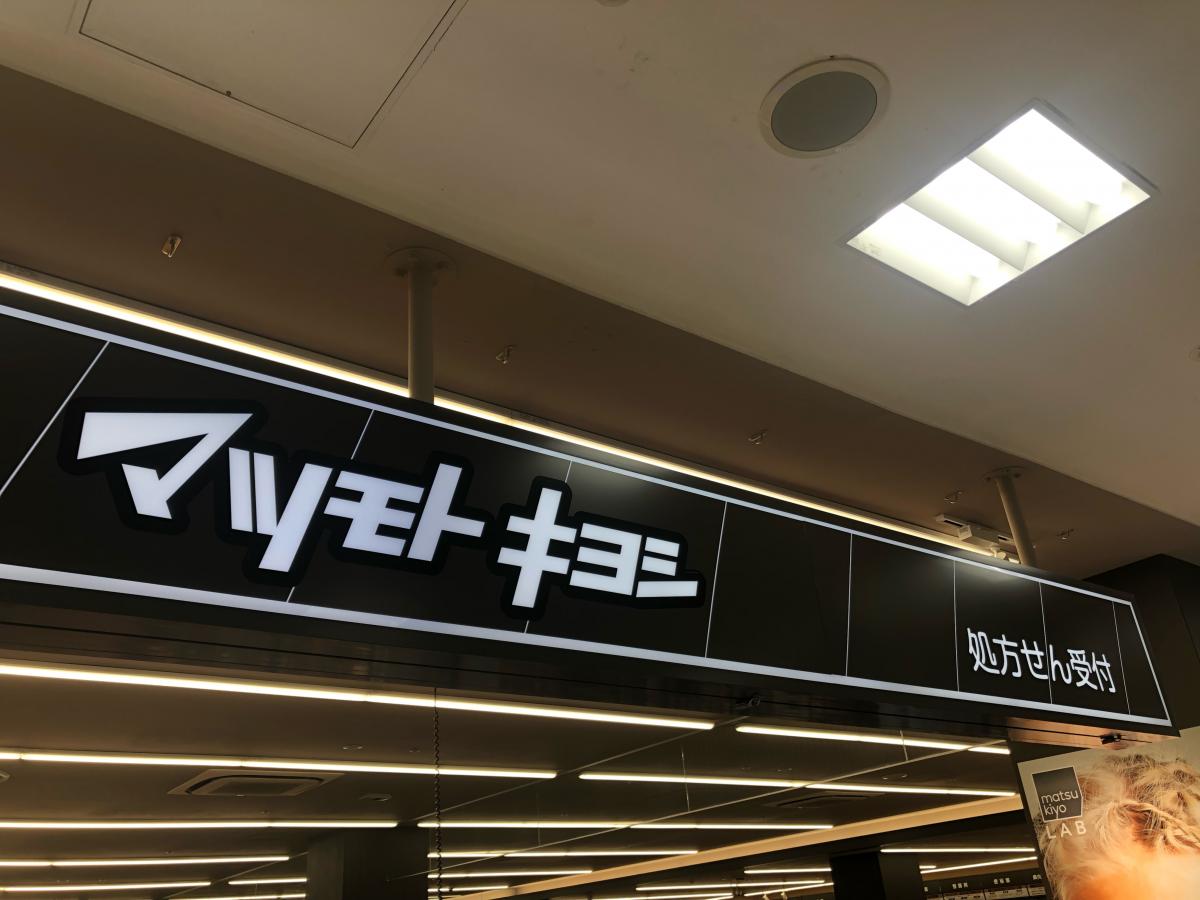 マツモトキヨシ
処方せん受付
matsu
kiyo
LAB